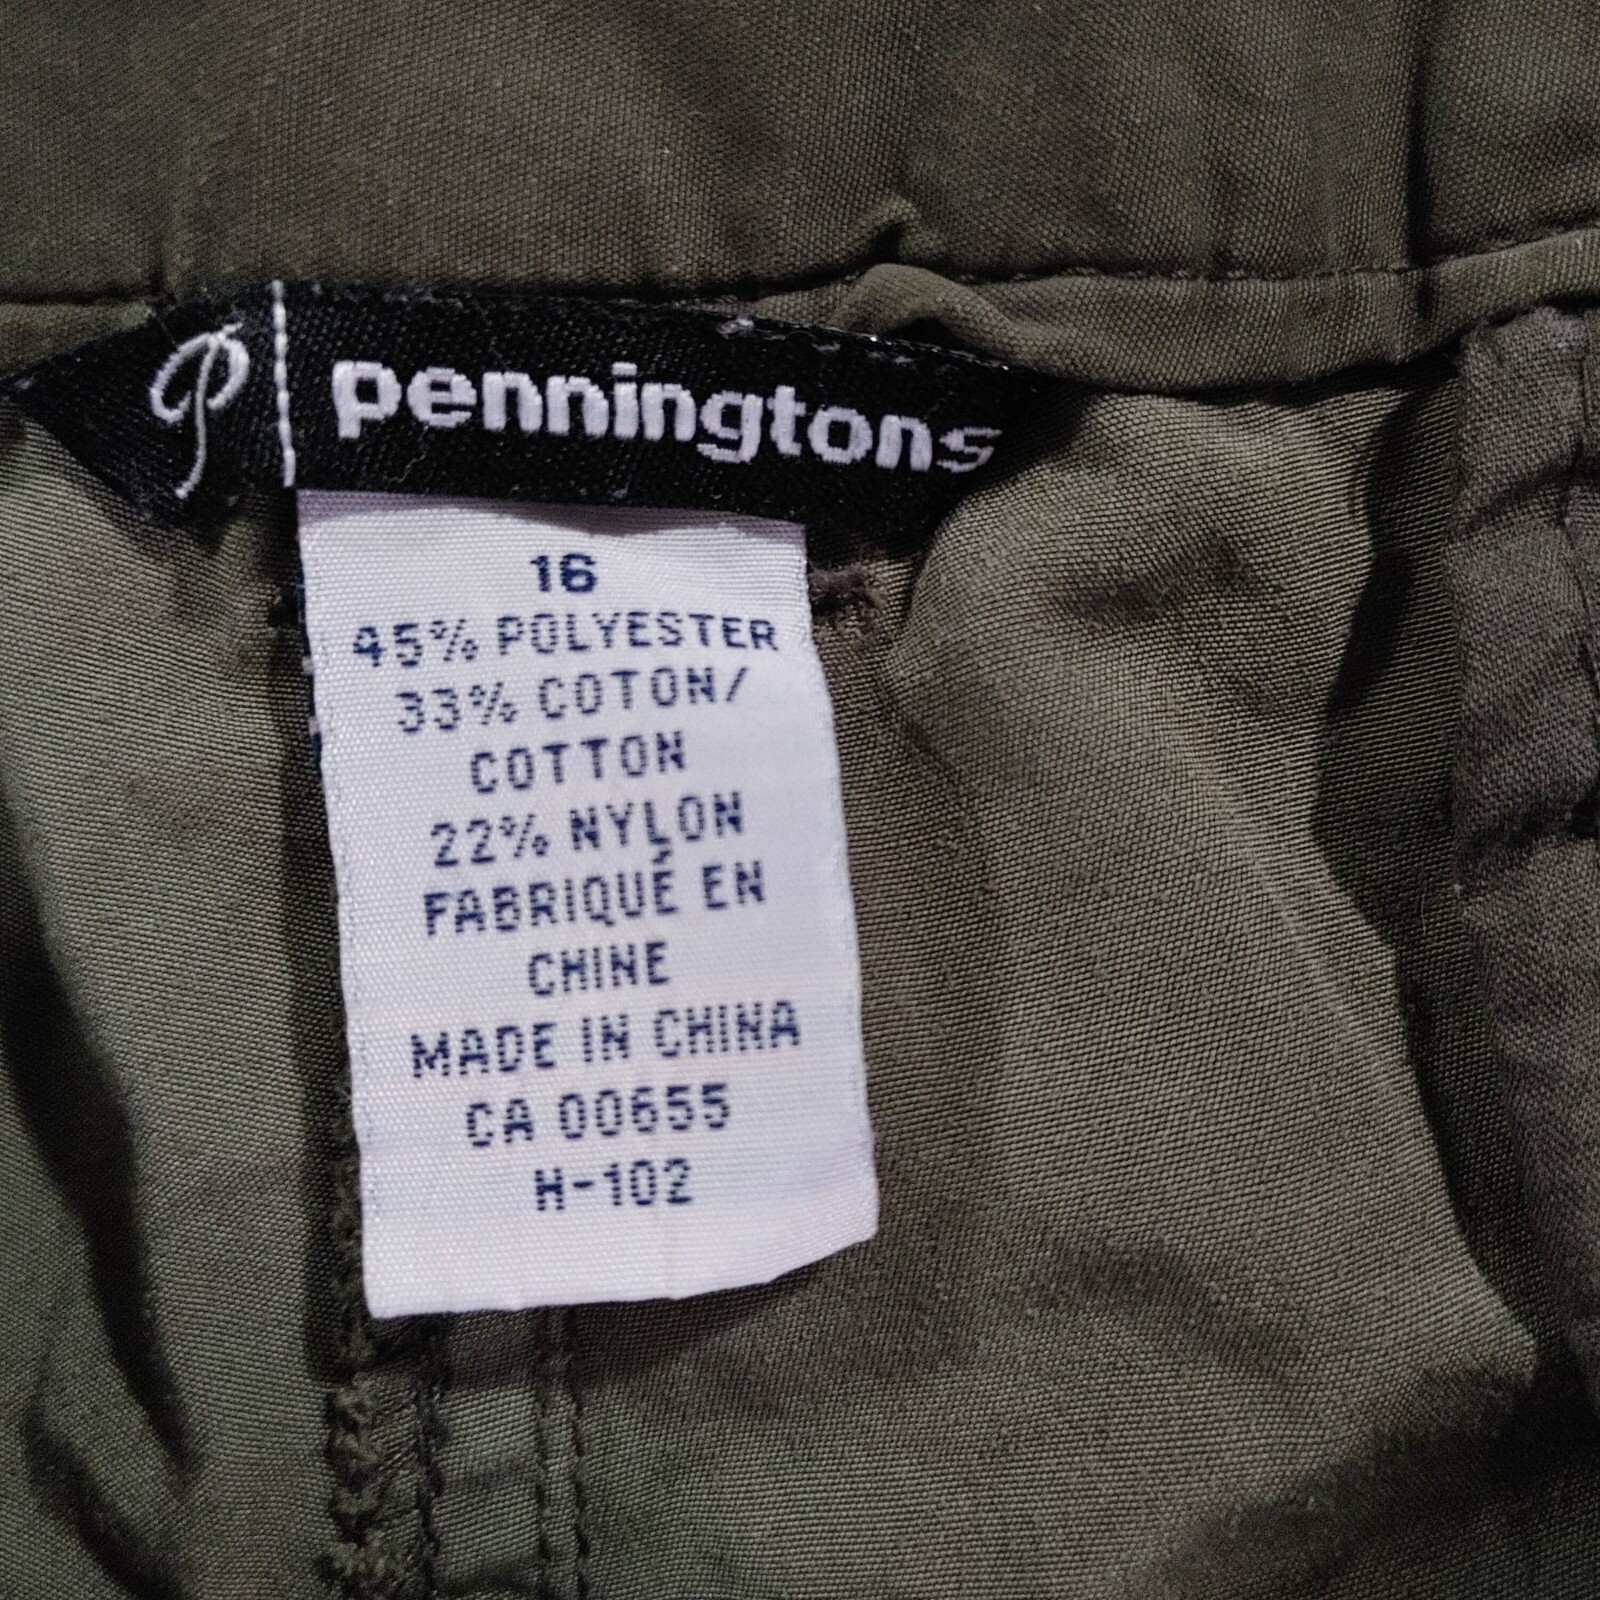 P | penningtons
16
45% POLYESTER
33% COTON/
COTTON
22% NYLON
FABRIQUÉ EN
CHINE
MADE IN CHINA
CA 00655
H-102